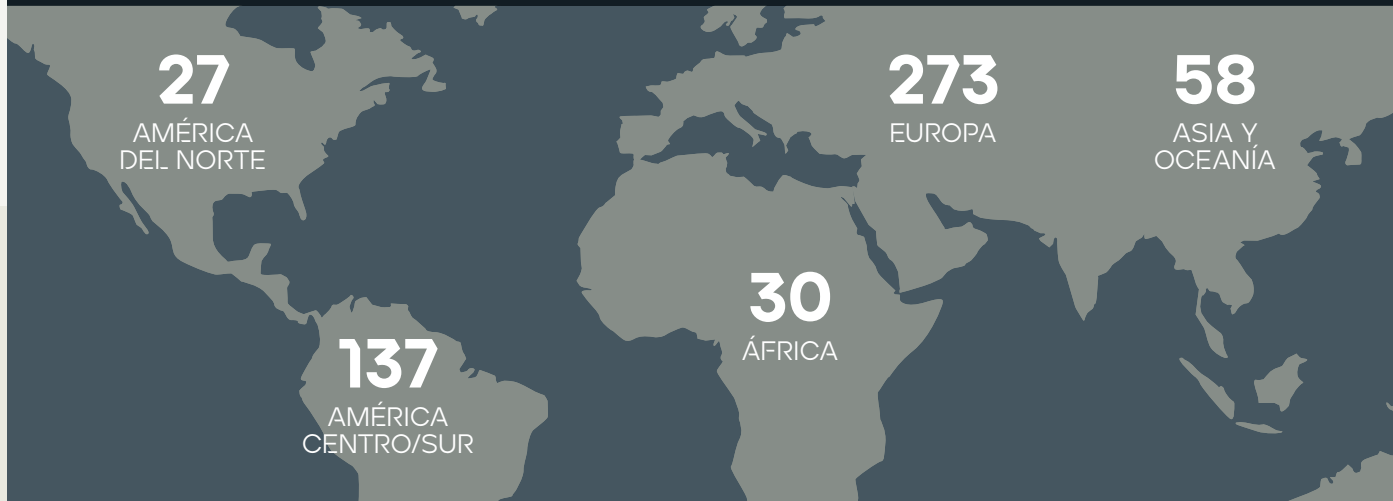 27
AMÉRICA
DEL NORTE
273
EUROPA
58
ASIA Y
OCEANÍA
30
ÁFRICA
137
AMÉRICA
CENTRO/SUR